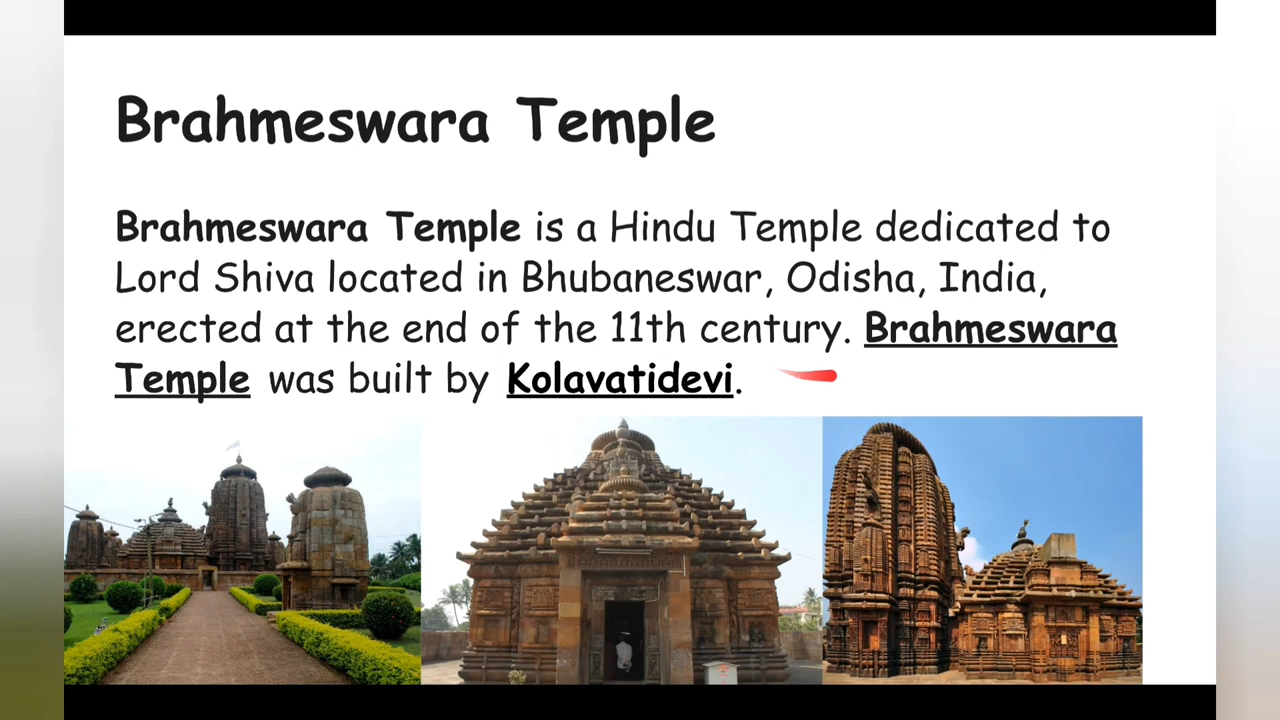 Brahmeswara Temple
Brahmeswara Temple is a Hindu Temple dedicated to
Lord Shiva located in Bhubaneswar, Odisha, India,
erected at the end of the 11th century. Brahmeswara
Temple was built by Kolavatidevi.